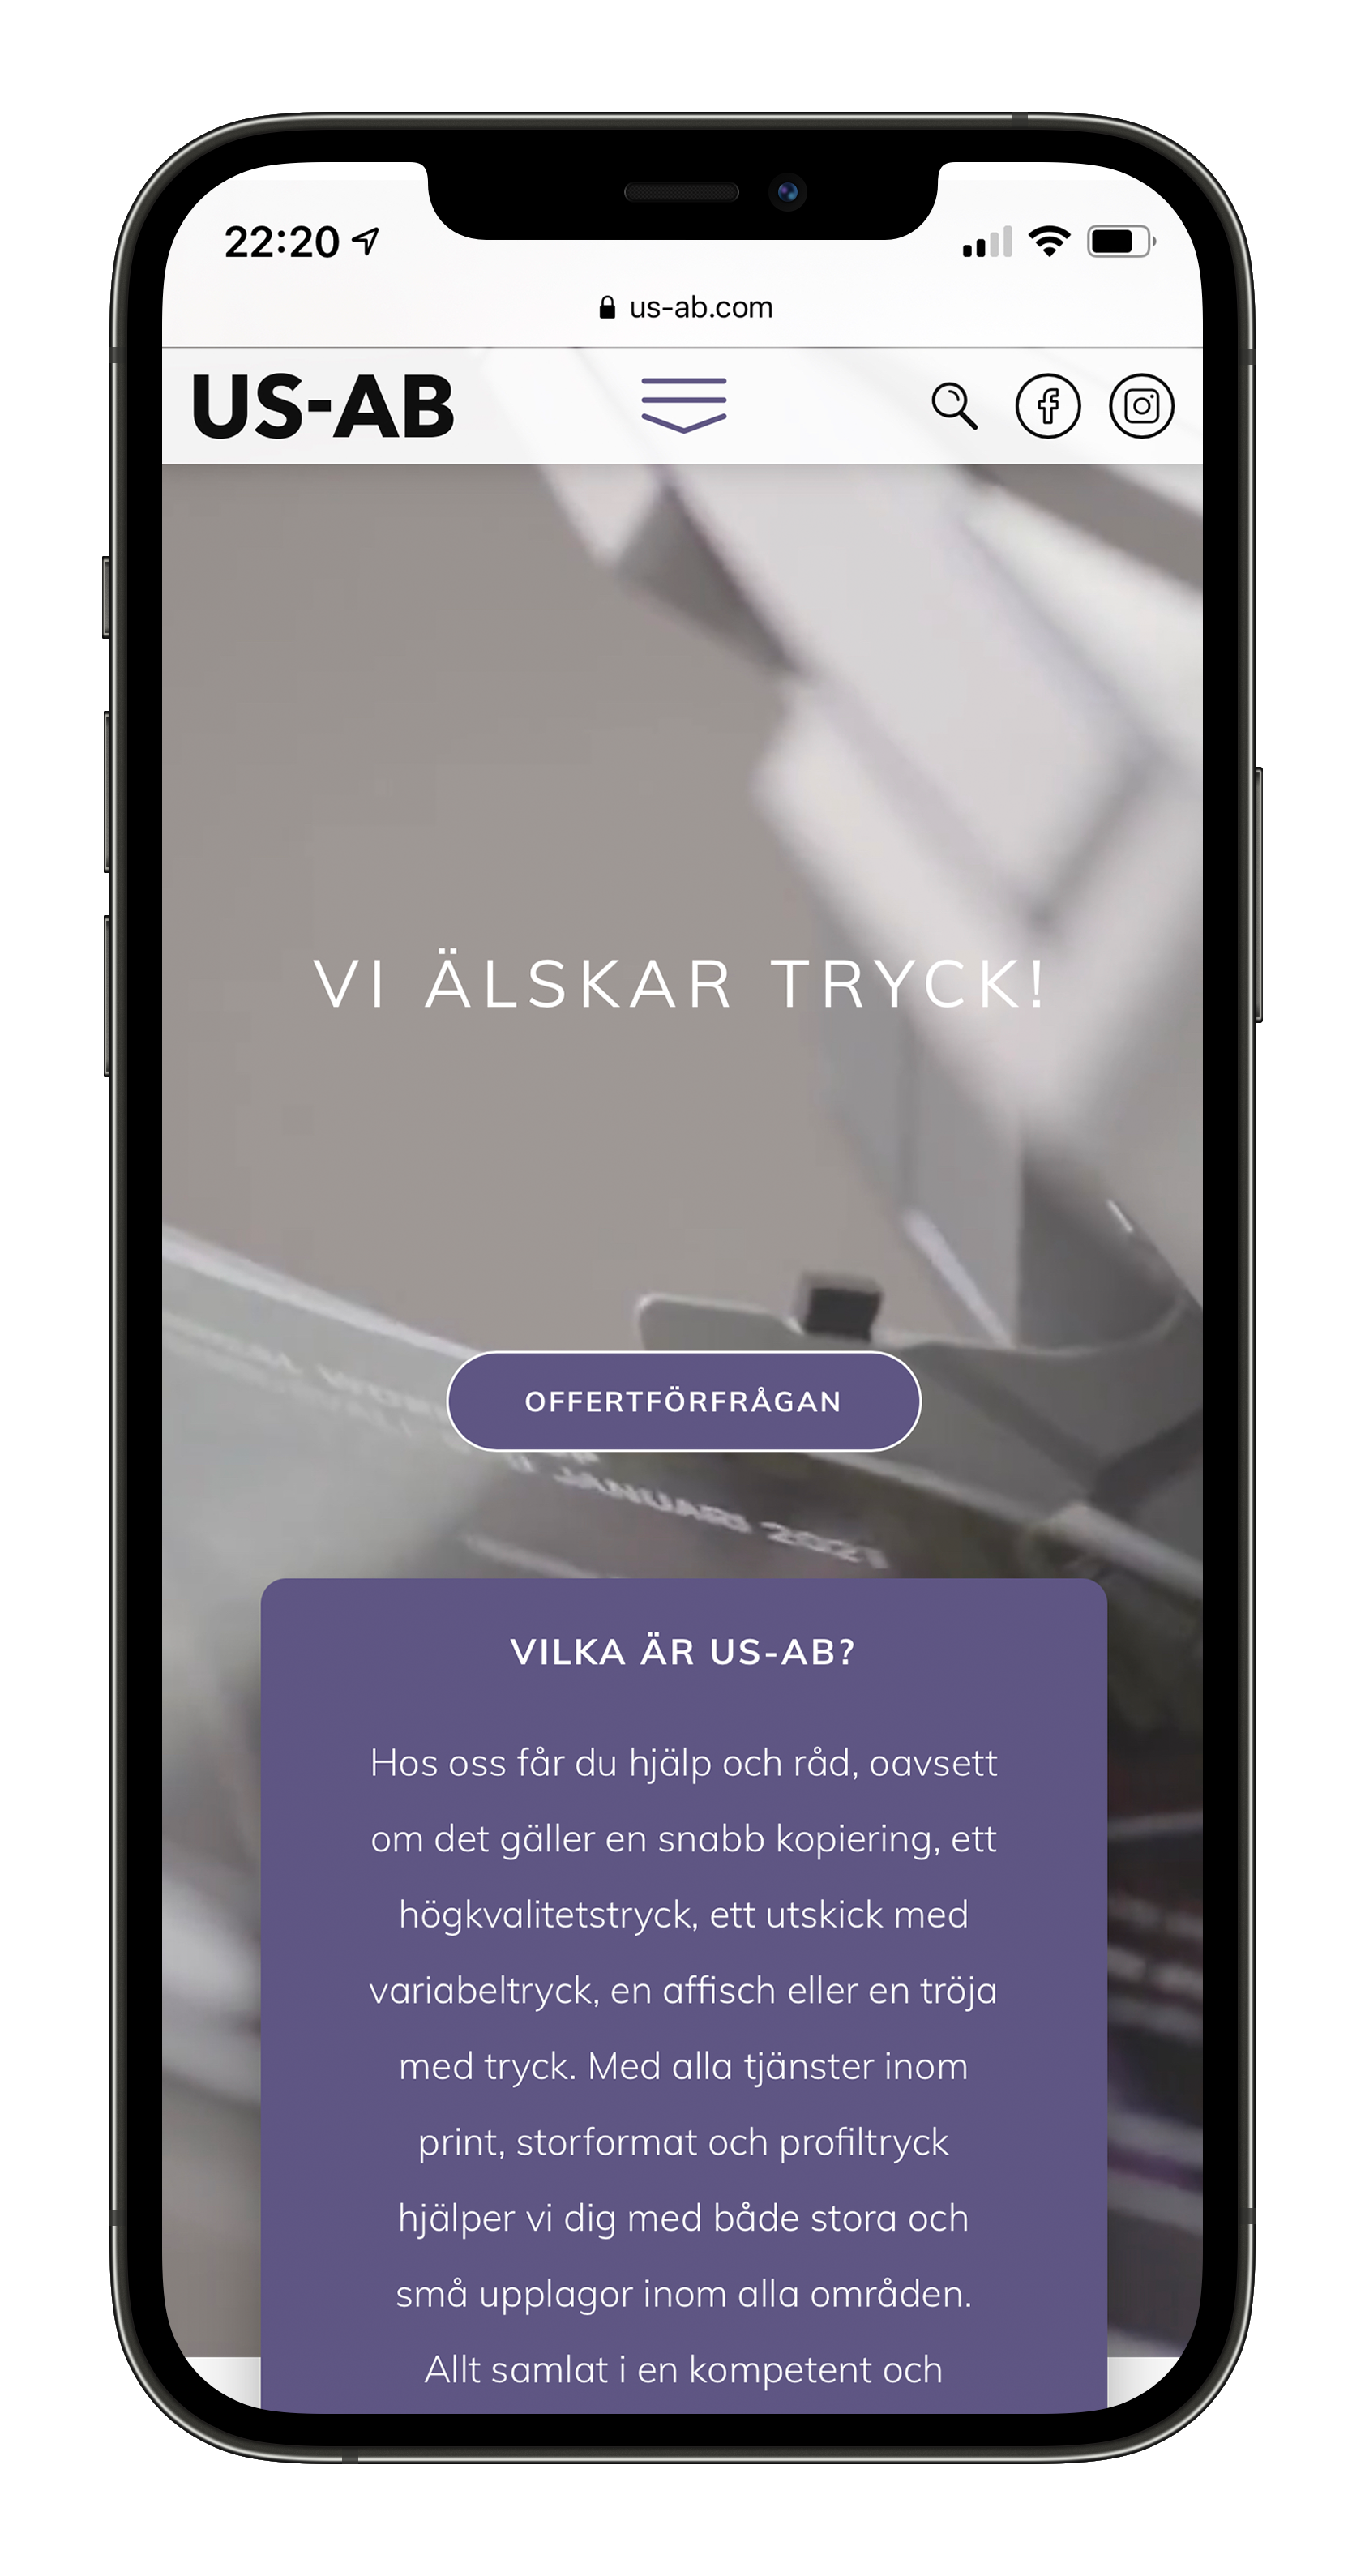 22:20
us-ab.com
US-AB
VI ÄLSKAR TRYCK!
OFFERTFÖRFRÅGAN
JANUARI 2021
VILKA ÄR US-AB?
Hos oss får du hjälp och råd, oavsett
om det gäller en snabb kopiering, ett
högkvalitetstryck, ett utskick med
variabeltryck, en affisch eller en tröja
med tryck. Med alla tjänster inom
print, storformat och profiltryck
hjälper vi dig med både stora och
små upplagor inom alla områden.
Allt samlat i en kompetent och